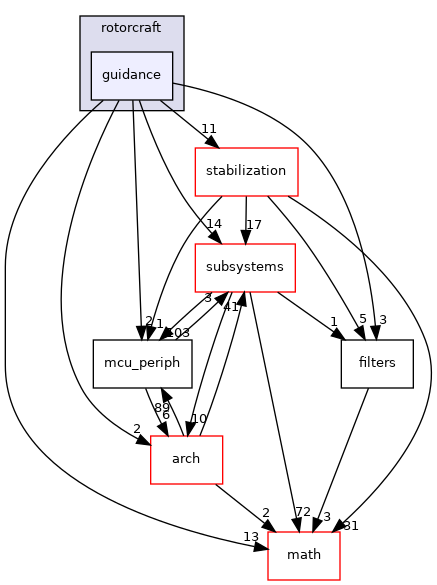 rotorcraft
guidance
11
stabilization
14
17
subsystems
3
41
2
1
103
1
5
3
mcu_periph
filters
89
6
10
2
arch
2
72
3
13
math